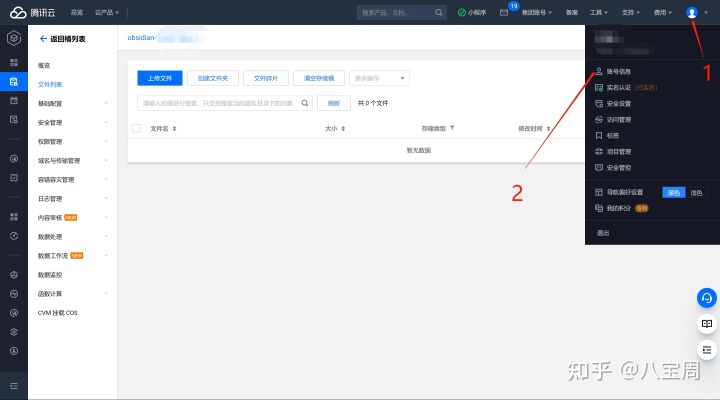 腾讯云 总览 云产品 搜索产品、文档... 小程序 19 集团账号 备案 工具 支持 费用
返回桶列表
obsidian-
概览
文件列表
基础配置
安全管理
权限管理
域名与传输管理
容错容灾管理
日志管理
内容审核 NEW
数据处理
数据工作流 NEW
数据监控
函数计算
CVM 挂载 COS
上传文件 创建文件夹 文件碎片 清空存储桶 更多操作
请输入前缀进行搜索，只支持搜索当前虚拟目录下的对象 刷新 共 0 个文件
文件名 大小 存储类型 修改时间
暂无数据
账号信息
实名认证 (已实名)
安全设置
访问管理
标签
项目管理
安全管控
导航偏好设置 深色 浅色
我的积分
退出
1
2
知乎 @八宝周